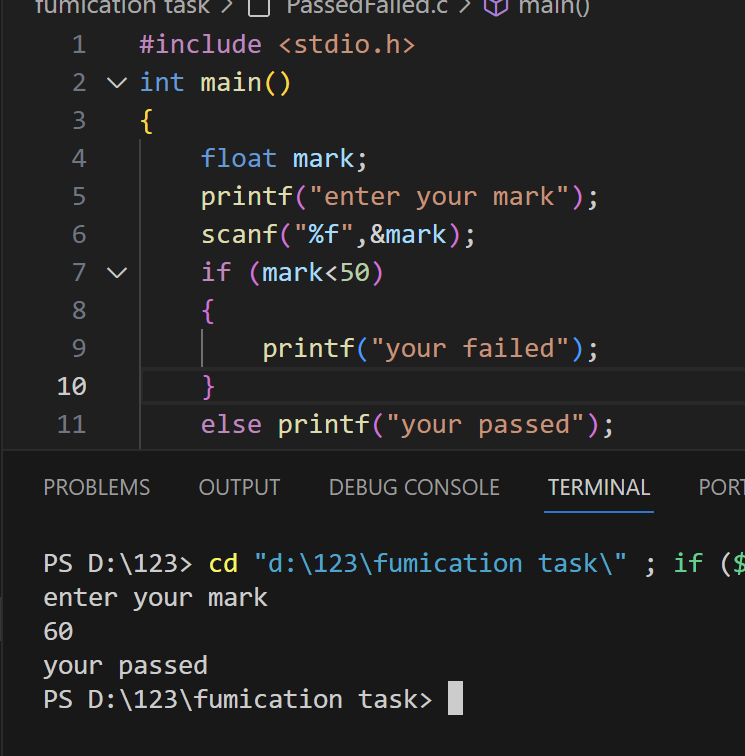 fumication task > PassedFailed.c > main()
1 #include <stdio.h>
2 int main()
3 {
4 float mark;
5 printf("enter your mark");
6 scanf("%f",&mark);
7 if (mark<50)
8 {
9 printf("your failed");
10 }
11 else printf("your passed");
PROBLEMS OUTPUT DEBUG CONSOLE TERMINAL PORT
PS D:\123> cd "d:\123\fumication task\" ; if ($
enter your mark
60
your passed
PS D:\123\fumication task>